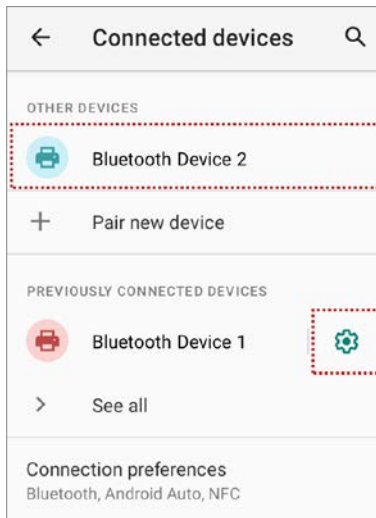 Connected devices
OTHER DEVICES
Bluetooth Device 2
Pair new device
PREVIOUSLY CONNECTED DEVICES
Bluetooth Device 1
See all
Connection preferences
Bluetooth, Android Auto, NFC